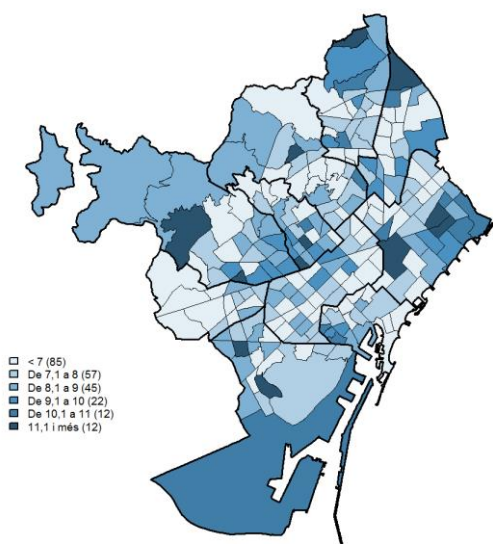 < 7 (85)
De 7,1 a 8 (57)
De 8,1 a 9 (45)
De 9,1 a 10 (22)
De 10,1 a 11 (12)
11,1 i més (12)